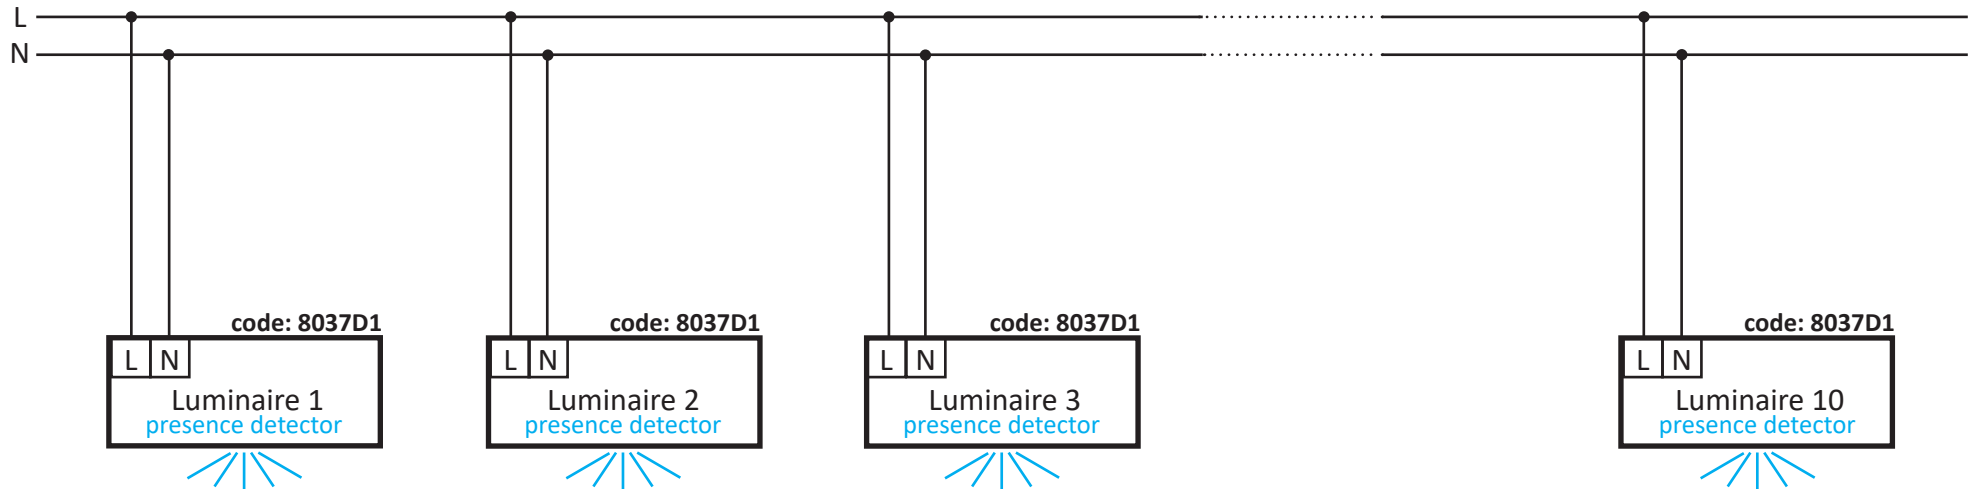 L
N
code: 8037D1 code: 8037D1 code: 8037D1 code: 8037D1
L N L N L N L N
Luminaire 1 Luminaire 2 Luminaire 3 Luminaire 10
presence detector presence detector presence detector presence detector